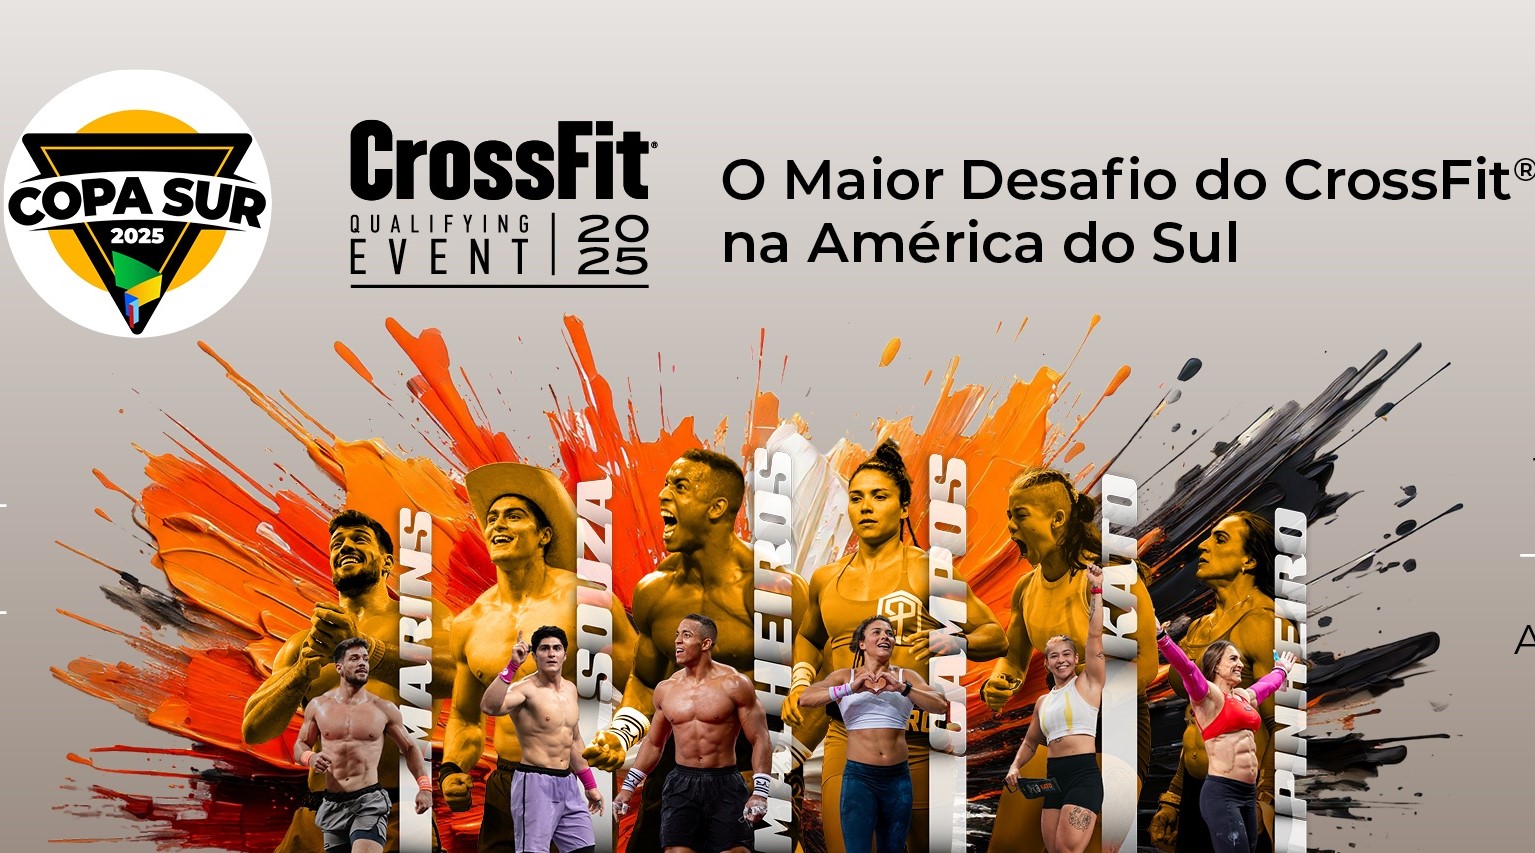 COPA SUR
2025
CrossFit®
QUALIFYING
EVENT
20
25
O Maior Desafio do CrossFit®
na América do Sul
MARINS
SOUZA
MALHEIROS
CAMPOS
KATO
PINHEIRO
A